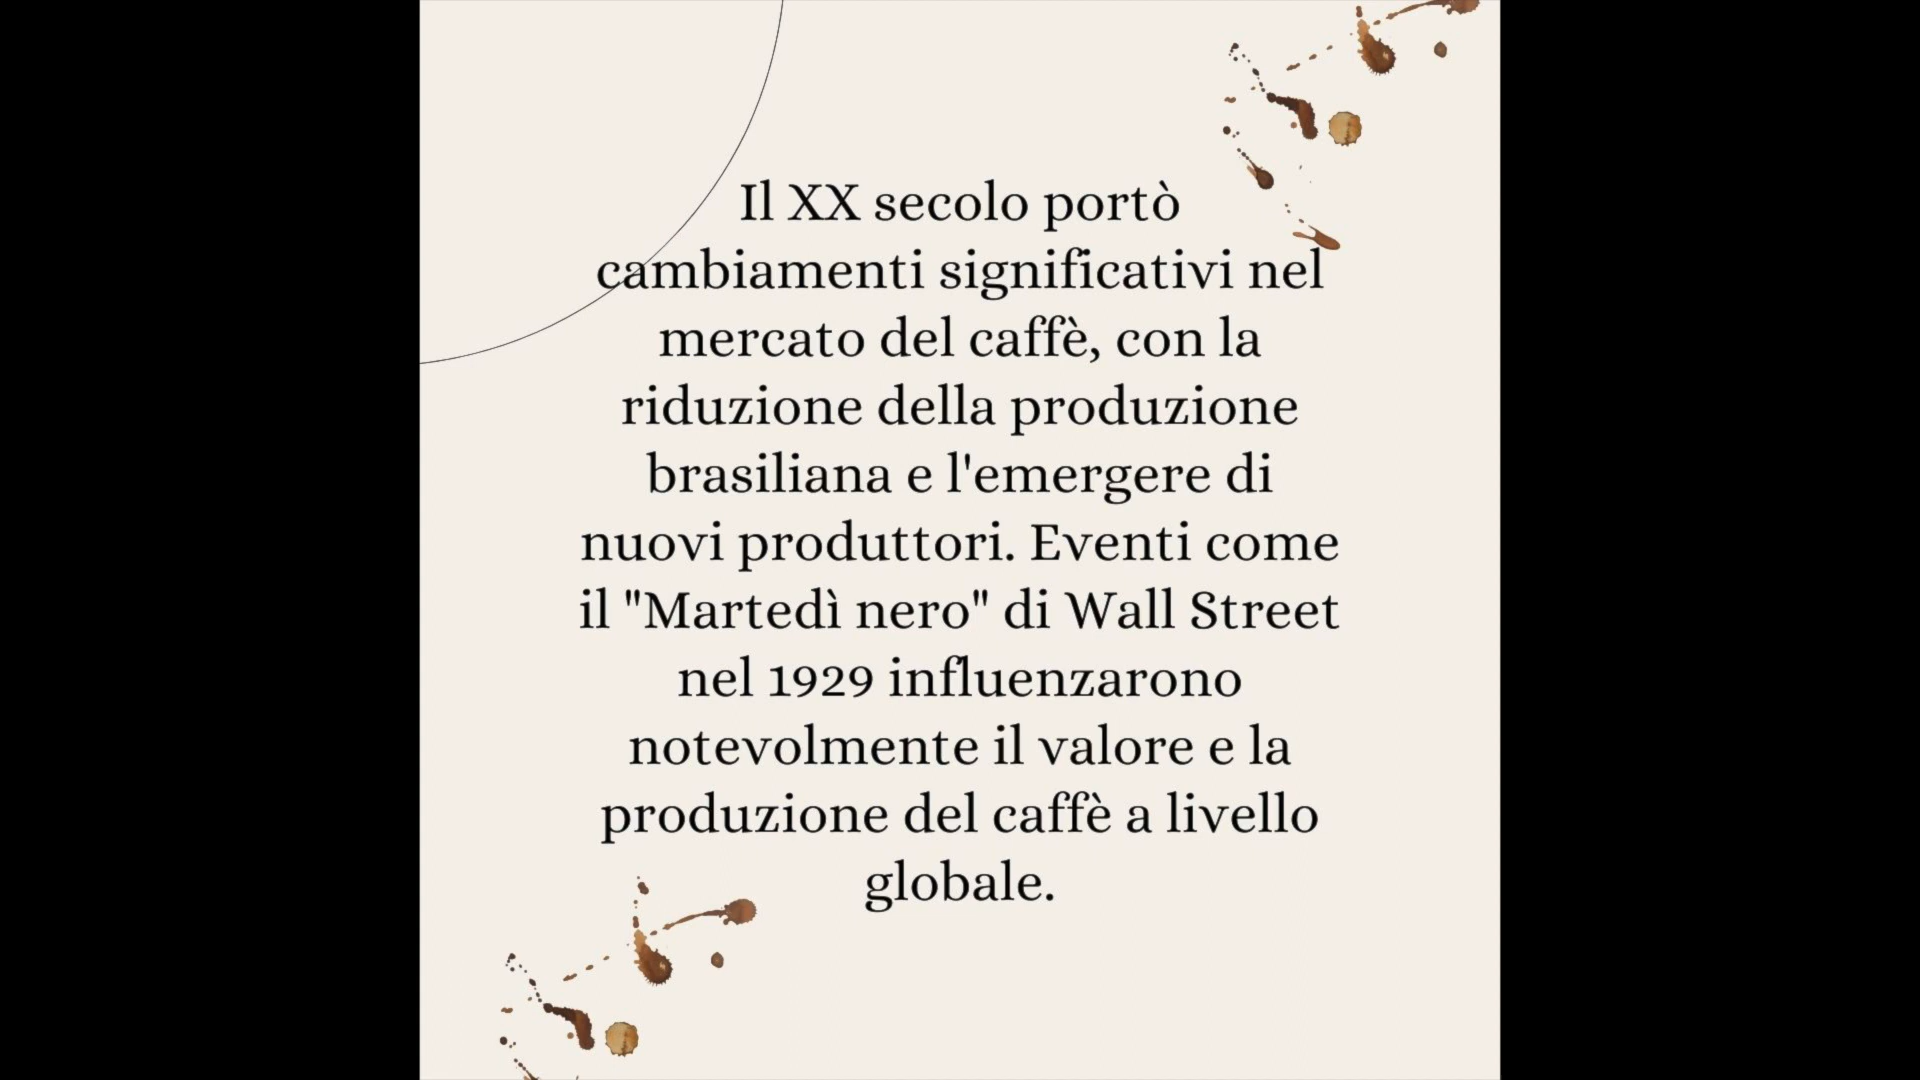 Il XX secolo portò
cambiamenti significativi nel
mercato del caffè, con la
riduzione della produzione
brasiliana e l'emergere di
nuovi produttori. Eventi come
il "Martedì nero" di Wall Street
nel 1929 influenzarono
notevolmente il valore e la
produzione del caffè a livello
globale.